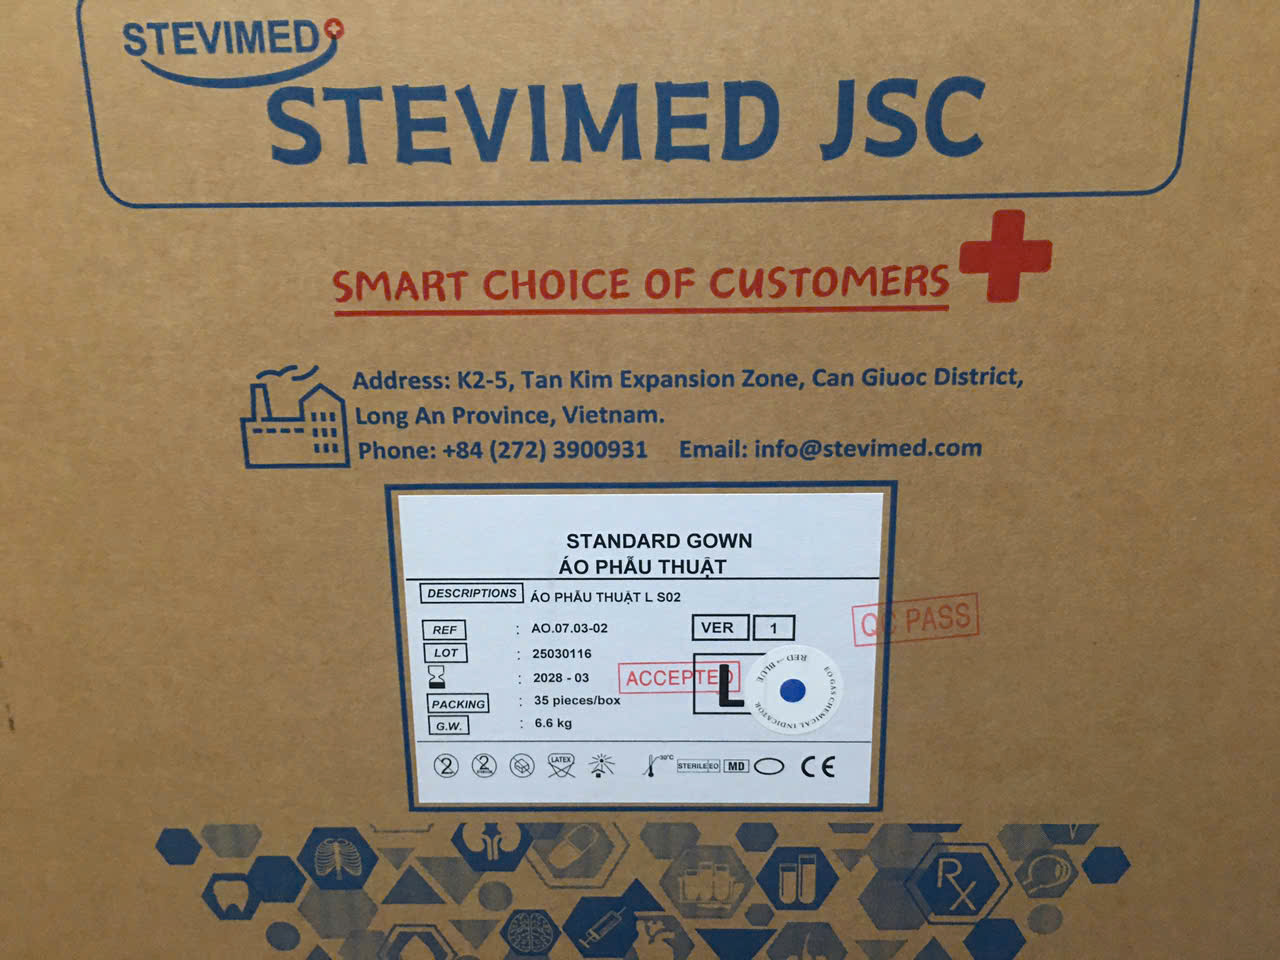 STEVIMED
STEVIMED JSC
SMART CHOICE OF CUSTOMERS
Address: K2-5, Tan Kim Expansion Zone, Can Giuoc District,
Long An Province, Vietnam.
Phone: +84 (272) 3900931 Email: info@stevimed.com
STANDARD GOWN
ÁO PHẪU THUẬT
DESCRIPTIONS ÁO PHẪU THUẬT L S02
REF : AO.07.03-02 VER 1
LOT : 25030116
: 2028 - 03 ACCEPTED L
PACKING : 35 pieces/box
G.W. : 6.6 kg
QC PASS
RED → BLUE
EO GAS CHEMICAL INDICATOR
2 2 LATEX 30°C STERILE EO MD CE
Rx